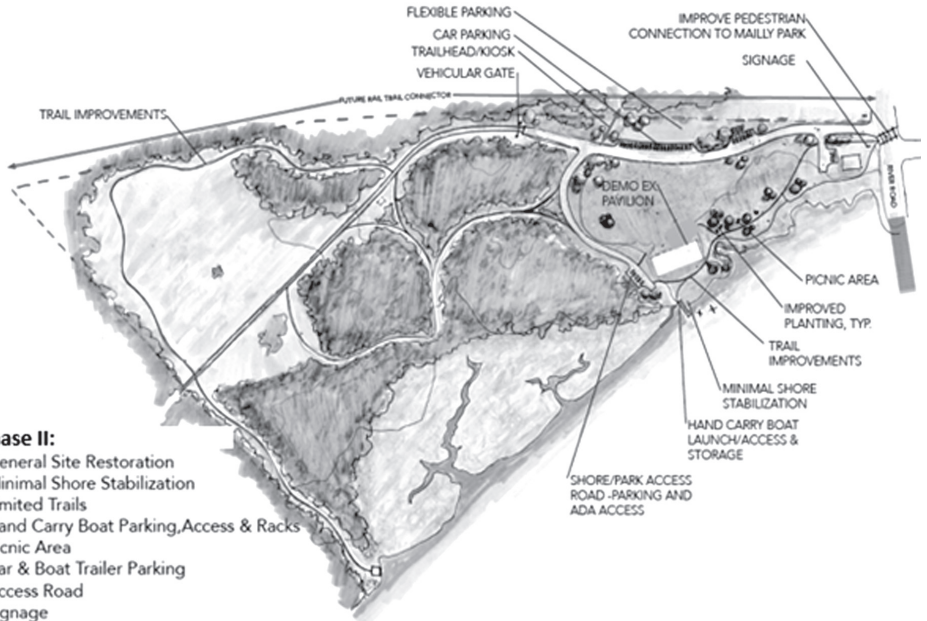 FLEXIBLE PARKING
CAR PARKING
TRAILHEAD/KIOSK
VEHICULAR GATE
IMPROVE PEDESTRIAN
CONNECTION TO MAILLY PARK
SIGNAGE
FUTURE RAIL TRAIL CONNECTOR
TRAIL IMPROVEMENTS
DEMO EX.
PAVILION
RIVER ROAD
PICNIC AREA
IMPROVED
PLANTING, TYP.
TRAIL
IMPROVEMENTS
MINIMAL SHORE
STABILIZATION
HAND CARRY BOAT
LAUNCH/ACCESS &
STORAGE
SHORE/PARK ACCESS
ROAD -PARKING AND
ADA ACCESS
ase II:
eneral Site Restoration
inimal Shore Stabilization
mited Trails
and Carry Boat Parking,Access & Racks
cnic Area
ar & Boat Trailer Parking
ccess Road
gnage